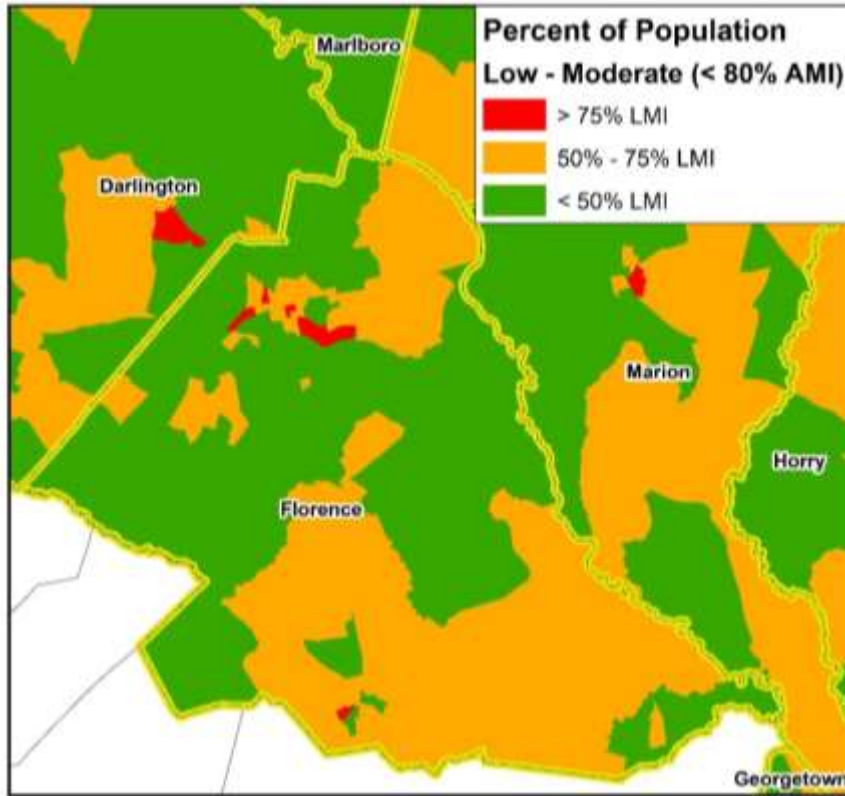 Percent of Population
Low - Moderate (< 80% AMI)
> 75% LMI
50% - 75% LMI
< 50% LMI
Marlboro
Darlington
Marion
Horry
Florence
Georgetown